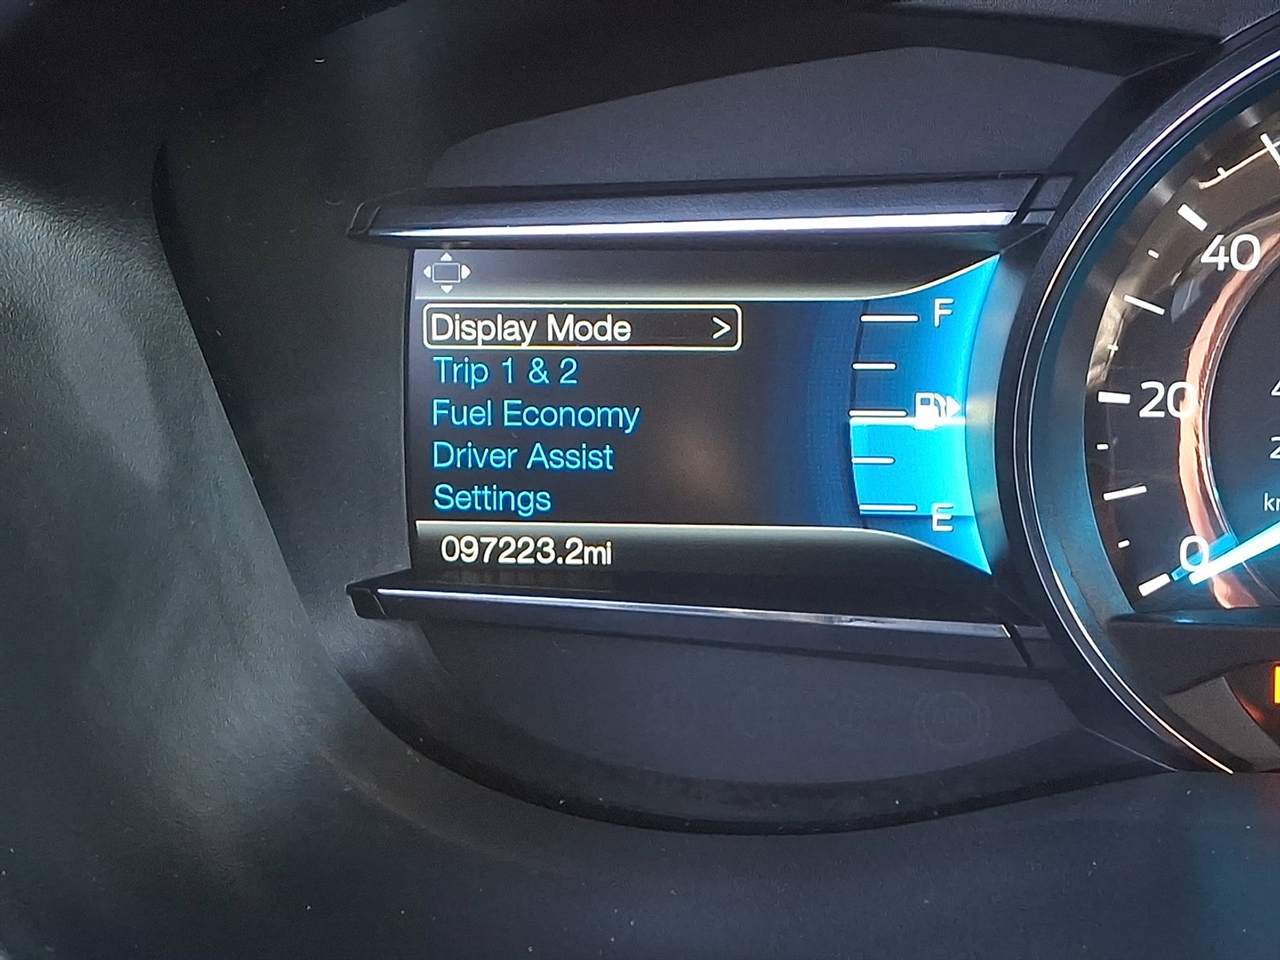 Display Mode >
Trip 1 & 2
Fuel Economy
Driver Assist
Settings
097223.2mi
F
E
40
20
0